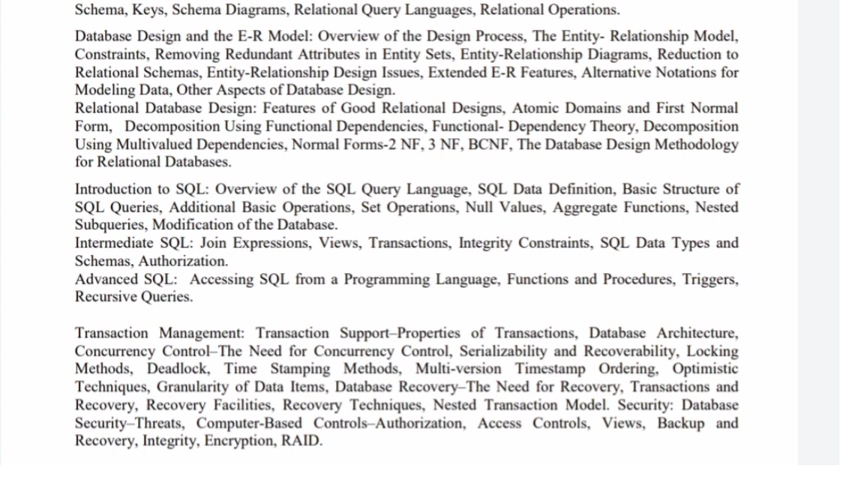 Schema, Keys, Schema Diagrams, Relational Query Languages, Relational Operations.
Database Design and the E-R Model: Overview of the Design Process, The Entity- Relationship Model,
Constraints, Removing Redundant Attributes in Entity Sets, Entity-Relationship Diagrams, Reduction to
Relational Schemas, Entity-Relationship Design Issues, Extended E-R Features, Alternative Notations for
Modeling Data, Other Aspects of Database Design.
Relational Database Design: Features of Good Relational Designs, Atomic Domains and First Normal
Form, Decomposition Using Functional Dependencies, Functional- Dependency Theory, Decomposition
Using Multivalued Dependencies, Normal Forms-2 NF, 3 NF, BCNF, The Database Design Methodology
for Relational Databases.
Introduction to SQL: Overview of the SQL Query Language, SQL Data Definition, Basic Structure of
SQL Queries, Additional Basic Operations, Set Operations, Null Values, Aggregate Functions, Nested
Subqueries, Modification of the Database.
Intermediate SQL: Join Expressions, Views, Transactions, Integrity Constraints, SQL Data Types and
Schemas, Authorization.
Advanced SQL: Accessing SQL from a Programming Language, Functions and Procedures, Triggers,
Recursive Queries.
Transaction Management: Transaction Support–Properties of Transactions, Database Architecture,
Concurrency Control–The Need for Concurrency Control, Serializability and Recoverability, Locking
Methods, Deadlock, Time Stamping Methods, Multi-version Timestamp Ordering, Optimistic
Techniques, Granularity of Data Items, Database Recovery–The Need for Recovery, Transactions and
Recovery, Recovery Facilities, Recovery Techniques, Nested Transaction Model. Security: Database
Security–Threats, Computer-Based Controls–Authorization, Access Controls, Views, Backup and
Recovery, Integrity, Encryption, RAID.